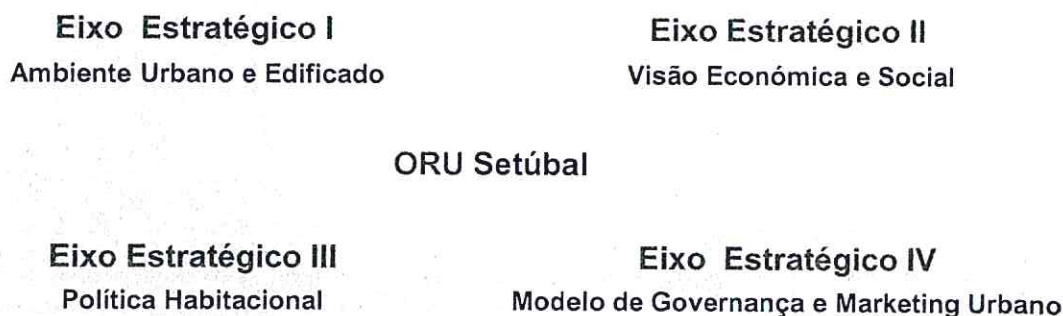 Eixo Estratégico I
Ambiente Urbano e Edificado
Eixo Estratégico II
Visão Económica e Social
ORU Setúbal
Eixo Estratégico III
Política Habitacional
Eixo Estratégico IV
Modelo de Governança e Marketing Urbano